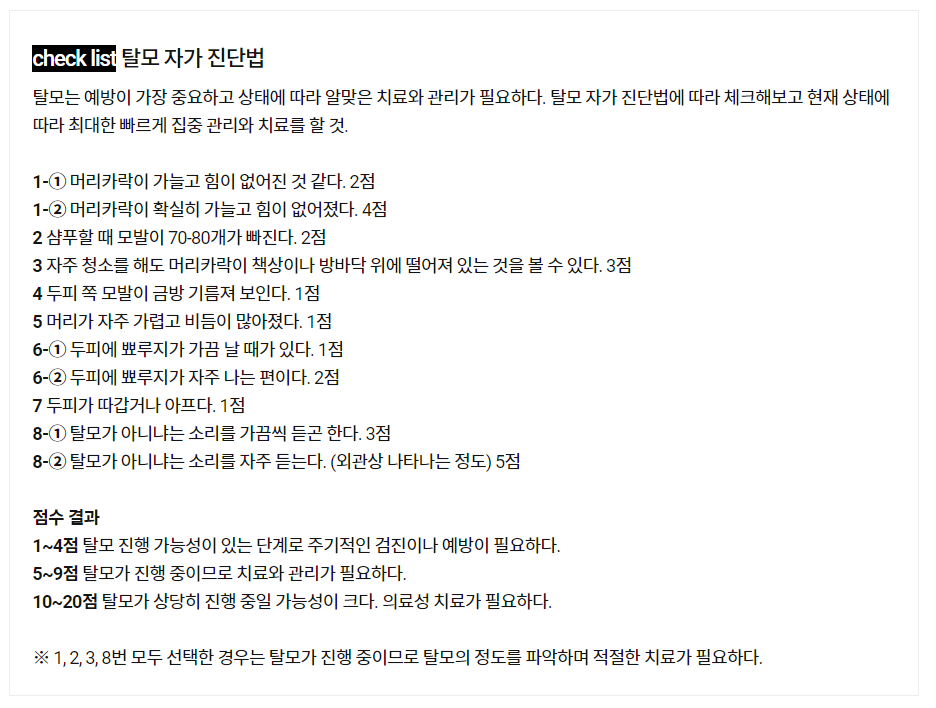 check list 탈모 자가 진단법
탈모는 예방이 가장 중요하고 상태에 따라 알맞은 치료와 관리가 필요하다. 탈모 자가 진단법에 따라 체크해보고 현재 상태에
따라 최대한 빠르게 집중 관리와 치료를 할 것.
1-① 머리카락이 가늘고 힘이 없어진 것 같다. 2점
1-② 머리카락이 확실히 가늘고 힘이 없어졌다. 4점
2 샴푸할 때 모발이 70-80개가 빠진다. 2점
3 자주 청소를 해도 머리카락이 책상이나 방바닥 위에 떨어져 있는 것을 볼 수 있다. 3점
4 두피 쪽 모발이 금방 기름져 보인다. 1점
5 머리가 자주 가렵고 비듬이 많아졌다. 1점
6-① 두피에 뾰루지가 가끔 날 때가 있다. 1점
6-② 두피에 뾰루지가 자주 나는 편이다. 2점
7 두피가 따갑거나 아프다. 1점
8-① 탈모가 아니냐는 소리를 가끔씩 듣곤 한다. 3점
8-② 탈모가 아니냐는 소리를 자주 듣는다. (외관상 나타나는 정도) 5점
점수 결과
1~4점 탈모 진행 가능성이 있는 단계로 주기적인 검진이나 예방이 필요하다.
5~9점 탈모가 진행 중이므로 치료와 관리가 필요하다.
10~20점 탈모가 상당히 진행 중일 가능성이 크다. 의료성 치료가 필요하다.
※ 1, 2, 3, 8번 모두 선택한 경우는 탈모가 진행 중이므로 탈모의 정도를 파악하며 적절한 치료가 필요하다.